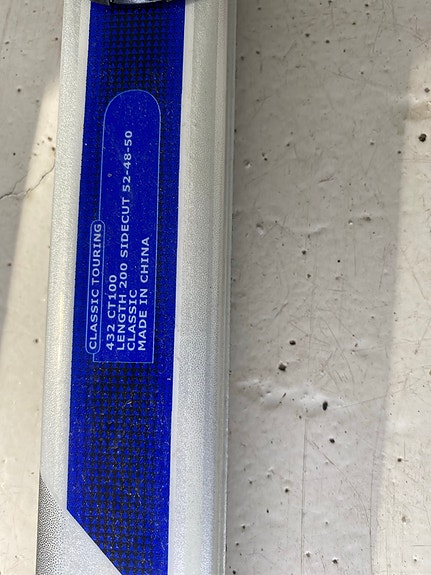 CLASSIC TOURING
432 CT100
LENGTH 200 SIDECUT 52-48-50
CLASSIC
MADE IN CHINA